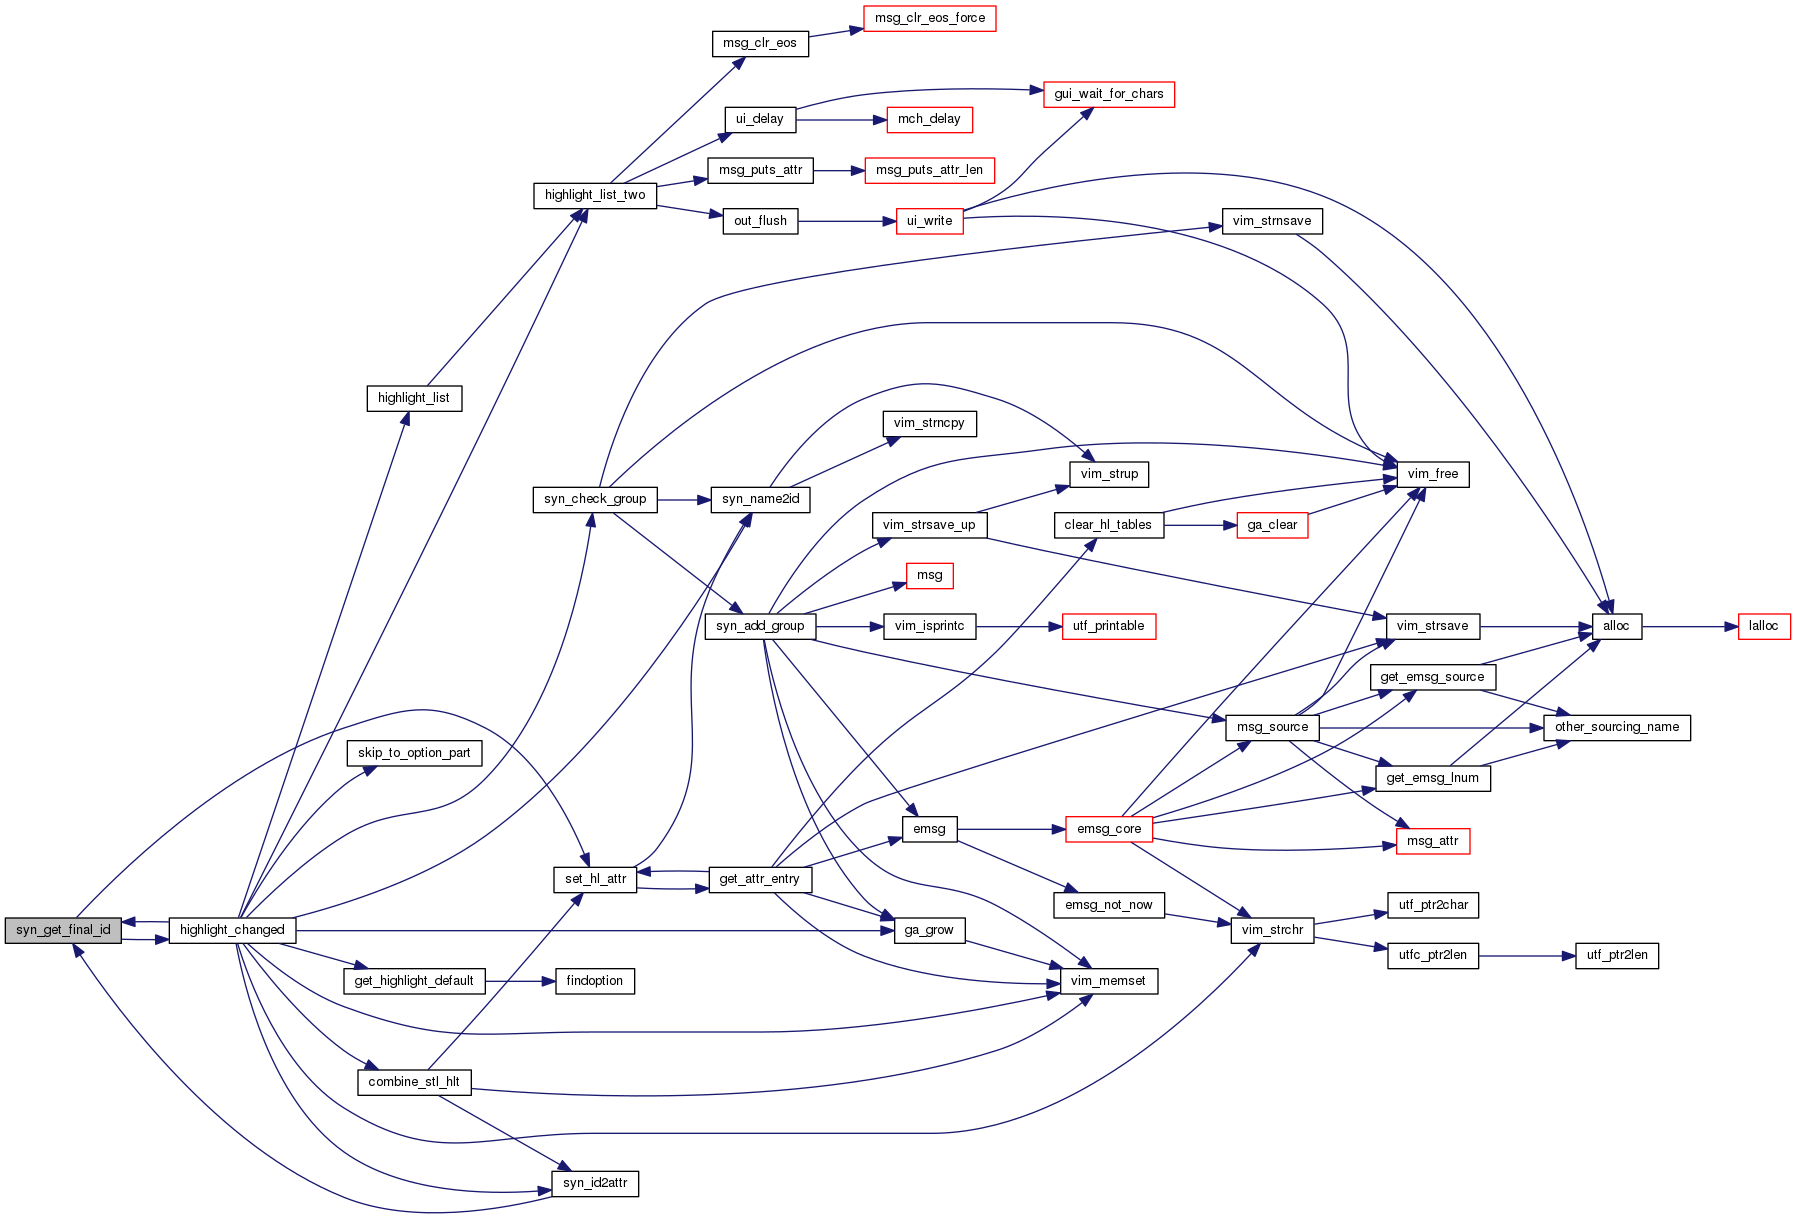 msg_clr_eos_force
msg_clr_eos
gui_wait_for_chars
ui_delay
mch_delay
msg_puts_attr
msg_puts_attr_len
highlight_list_two
out_flush
ui_write
vim_strnsave
highlight_list
vim_strncpy
vim_strup
vim_free
syn_check_group
syn_name2id
vim_strsave_up
clear_hl_tables
ga_clear
msg
syn_add_group
vim_isprintc
utf_printable
vim_strsave
alloc
lalloc
get_emsg_source
msg_source
other_sourcing_name
skip_to_option_part
get_emsg_lnum
emsg
emsg_core
msg_attr
set_hl_attr
get_attr_entry
emsg_not_now
utf_ptr2char
syn_get_final_id
highlight_changed
ga_grow
vim_strchr
utfc_ptr2len
utf_ptr2len
get_highlight_default
findoption
vim_memset
combine_stl_hlt
syn_id2attr